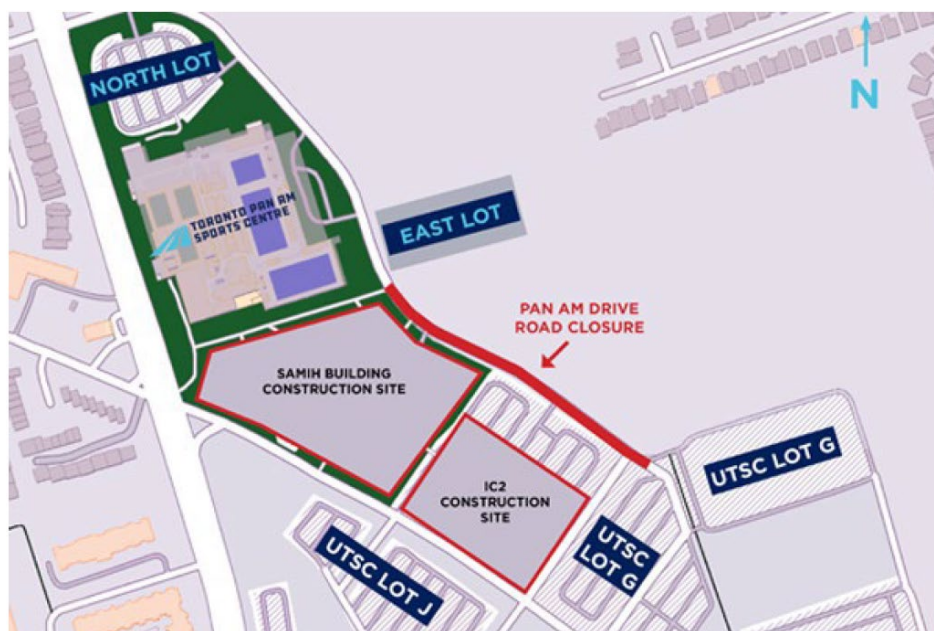 NORTH LOT
N
TORONTO PAN AM
SPORTS CENTRE
EAST LOT
PAN AM DRIVE
ROAD CLOSURE
SAMIH BUILDING
CONSTRUCTION SITE
UTSC LOT G
IC2
CONSTRUCTION
SITE
UTSC
LOT G
UTSC LOT J